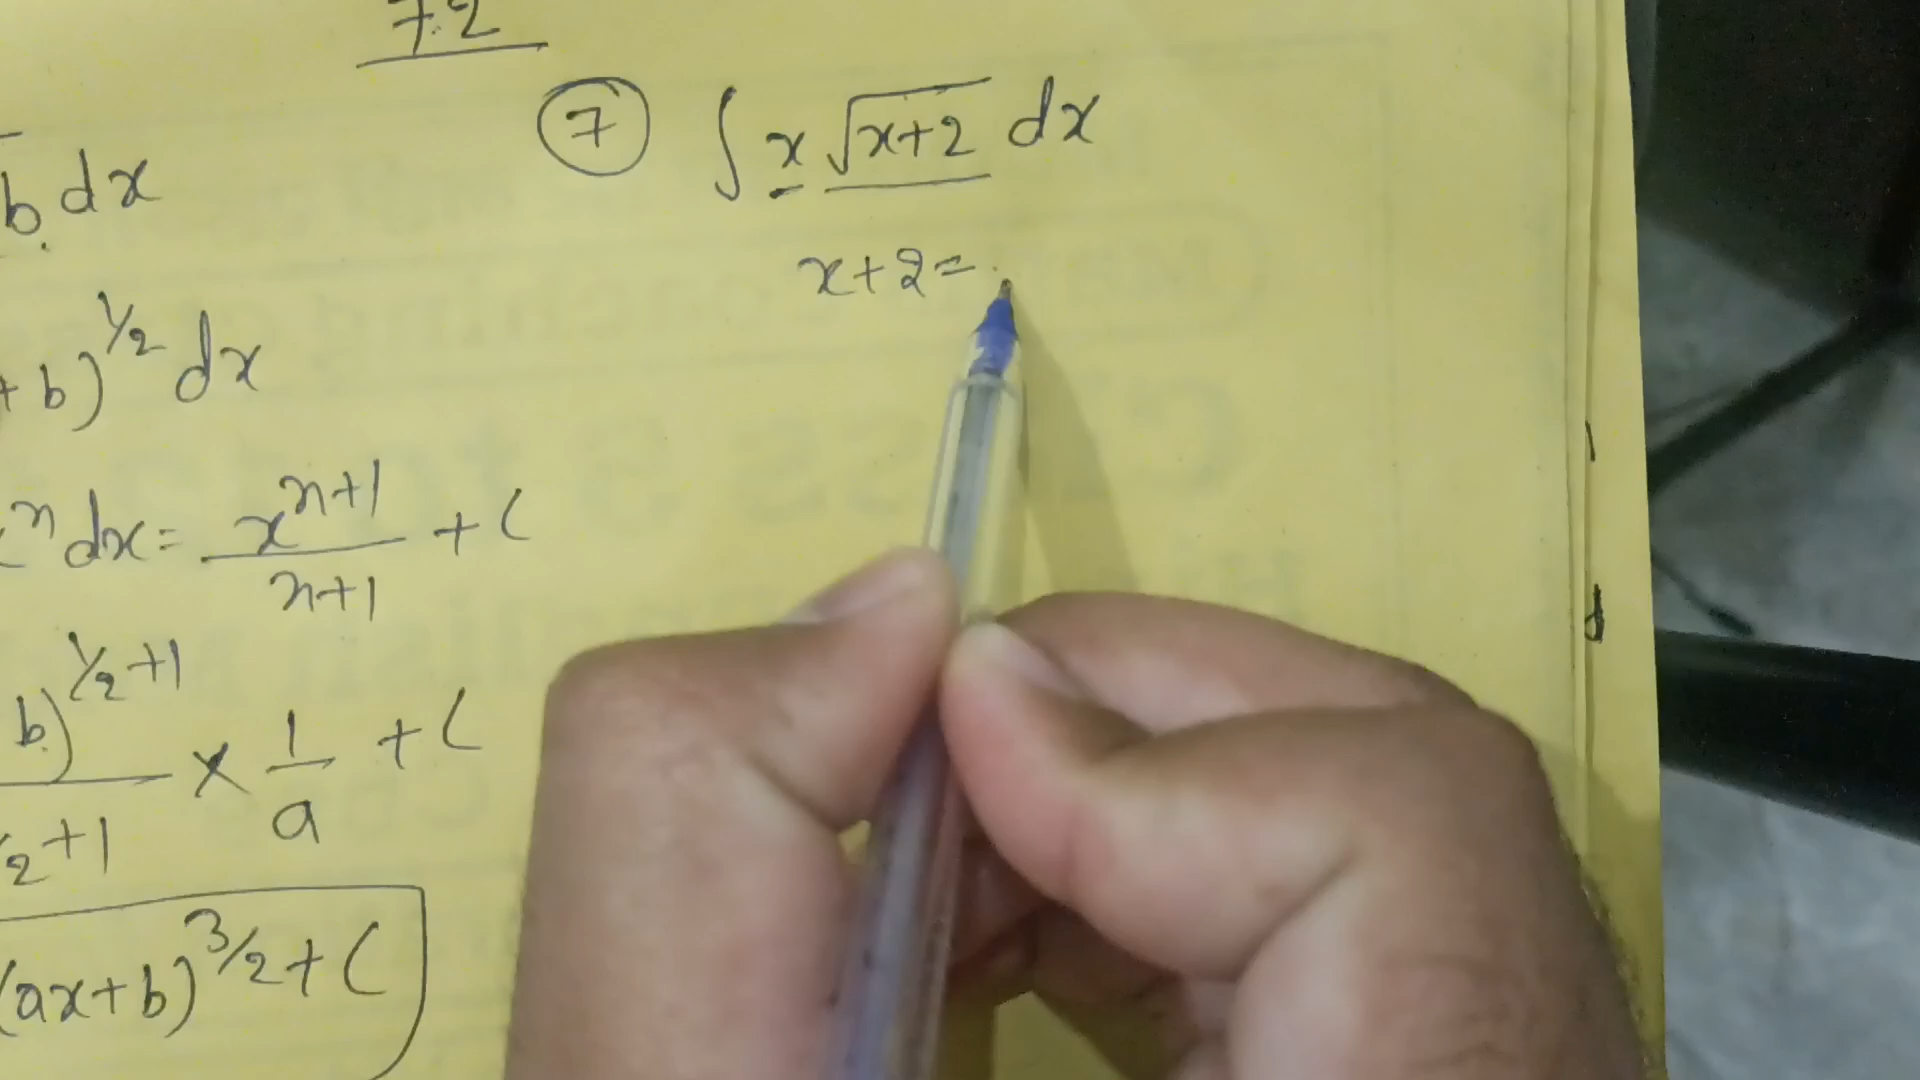 7.2
b dx
+ b)^1/2 dx
x^n dx = x^n+1 / n+1 + C
b)^1/2+1 / 1/2+1 × 1/a + C
(ax+b)^3/2 + C
⑦ ∫ x √x+2 dx
x+2=